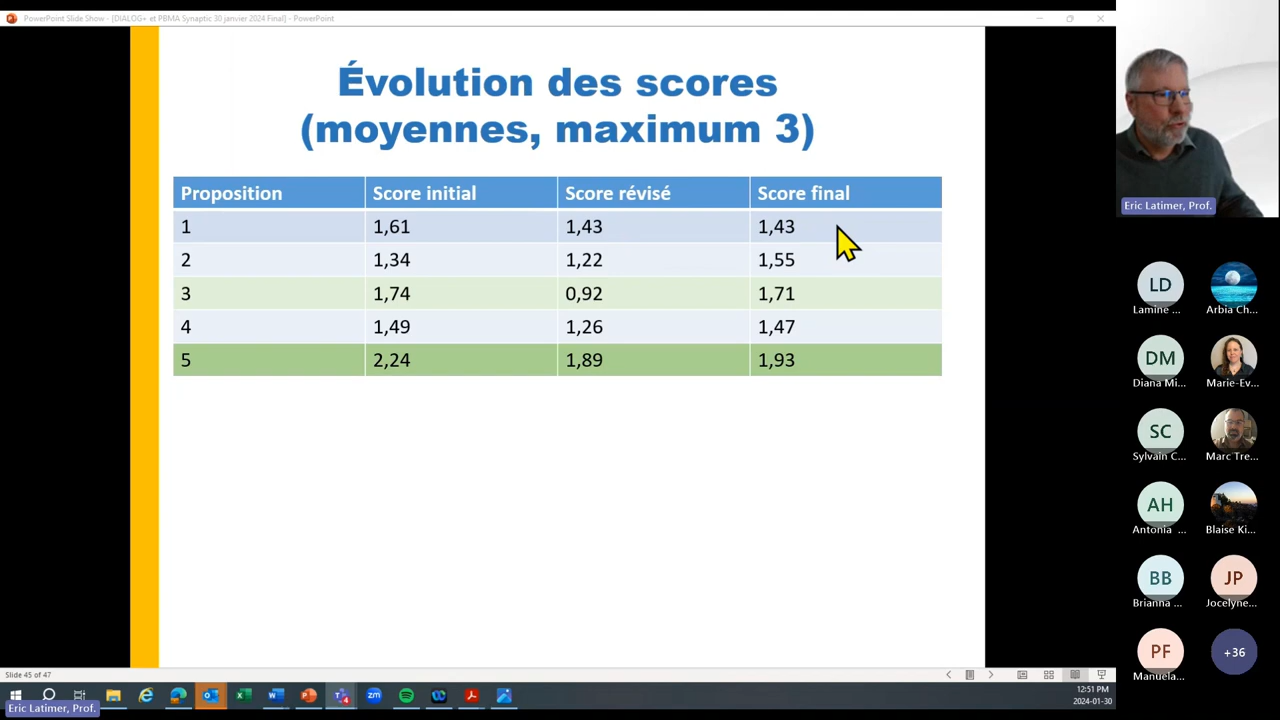 PowerPoint Slide Show - [DIALOG+ et PBMA Synaptic 30 janvier 2024 Final] - PowerPoint
Évolution des scores
(moyennes, maximum 3)
Proposition Score initial Score révisé Score final
1 1,61 1,43 1,43
2 1,34 1,22 1,55
3 1,74 0,92 1,71
4 1,49 1,26 1,47
5 2,24 1,89 1,93
Eric Latimer, Prof.
LD
Lamine ... Arbia Ch...
DM
Diana Mi... Marie-Ev...
SC
Sylvain C... Marc Tre...
AH
Antonia ... Blaise Ki...
BB JP
Brianna ... Jocelyne...
PF +36
Manuela...
Slide 45 of 47
12:51 PM
2024-01-30
Eric Latimer, Prof.